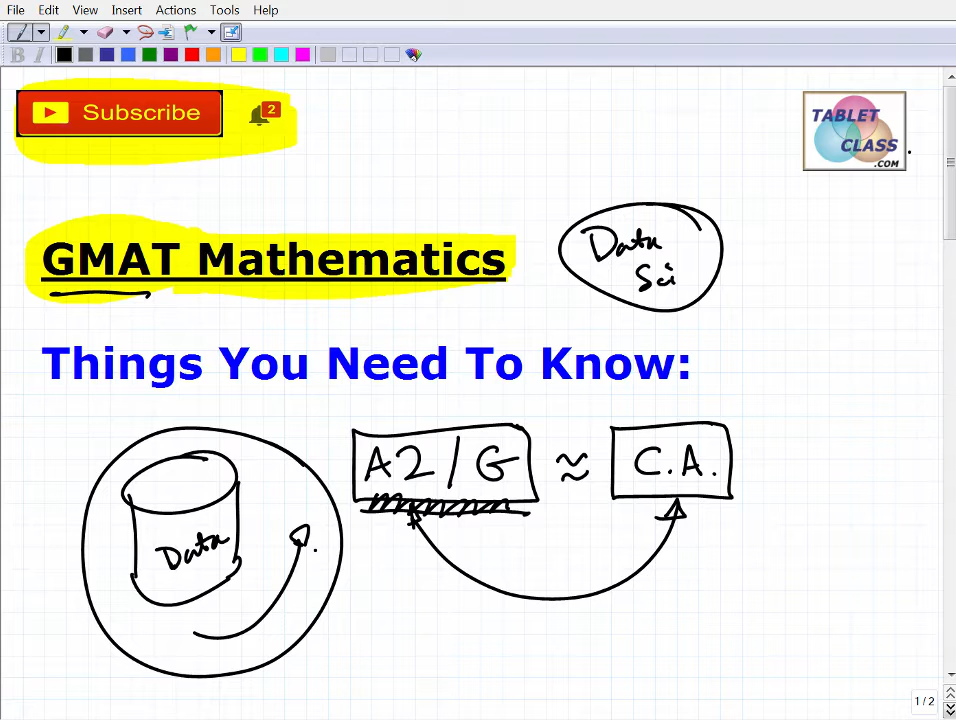 File Edit View Insert Actions Tools Help
B I
Subscribe 2
TABLET
CLASS
.COM
GMAT Mathematics
Data
Sci
Things You Need To Know:
A2/G ≈ C.A.
Data
1 / 2